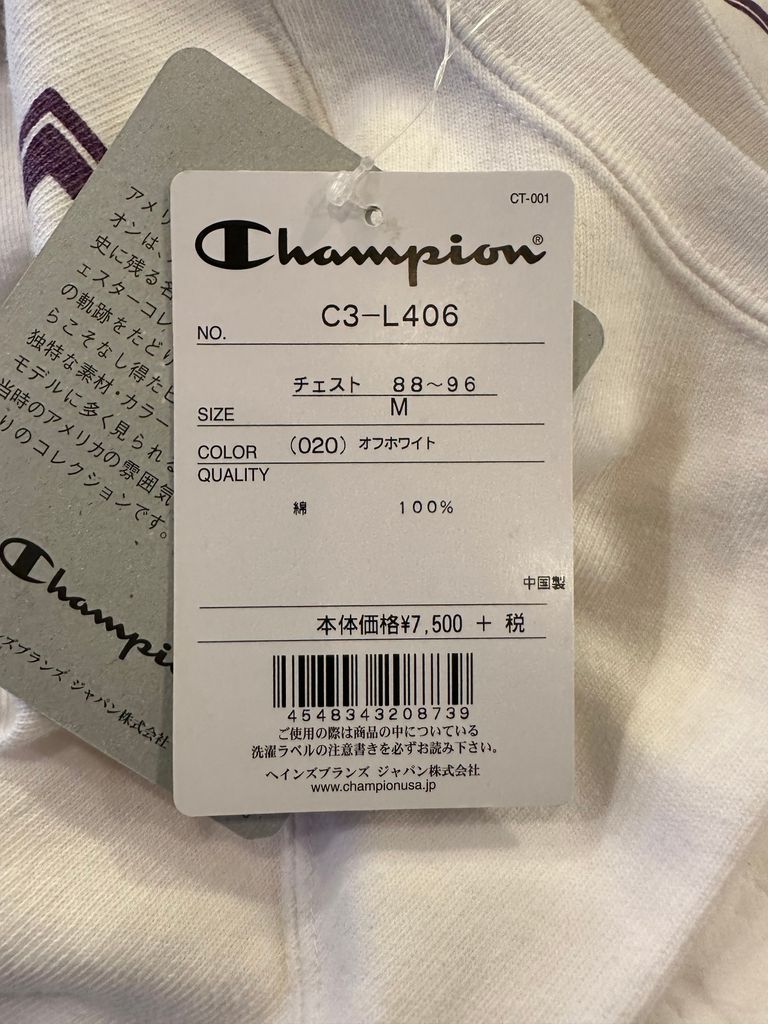 CT-001
Champion®
NO. C3-L406
チェスト 88~96
SIZE M
COLOR (020) オフホワイト
QUALITY
綿 100%
中国製
本体価格¥7,500 + 税
4548343208739
ご使用の際は商品の中についている
洗濯ラベルの注意書きを必ずお読み下さい。
ヘインズブランズ ジャパン株式会社
www.championusa.jp
アメリ
オンは、
史に残る名
ェスターコレ
の軌跡をたどり
らこそなし得たヒ
独特な素材・カラー
モデルに多く見られる
当時のアメリカの雰囲気
りのコレクションです。
Champi
ズブランズ ジャパン株式会社